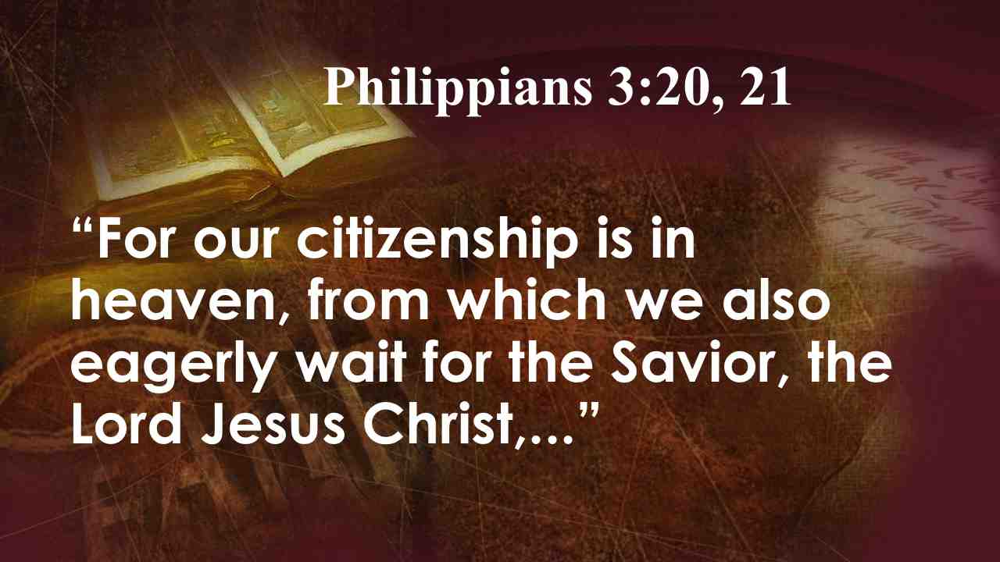 Philippians 3:20, 21
“For our citizenship is in
heaven, from which we also
eagerly wait for the Savior, the
Lord Jesus Christ,...”